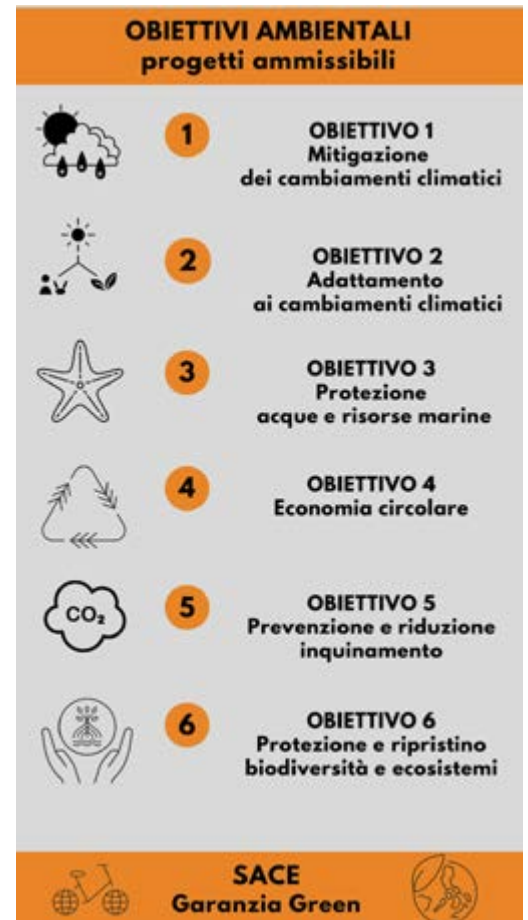 OBIETTIVI AMBIENTALI
progetti ammissibili
1
OBIETTIVO 1
Mitigazione
dei cambiamenti climatici
2
OBIETTIVO 2
Adattamento
ai cambiamenti climatici
3
OBIETTIVO 3
Protezione
acque e risorse marine
4
OBIETTIVO 4
Economia circolare
CO₂
5
OBIETTIVO 5
Prevenzione e riduzione
inquinamento
6
OBIETTIVO 6
Protezione e ripristino
biodiversità e ecosistemi
SACE
Garanzia Green